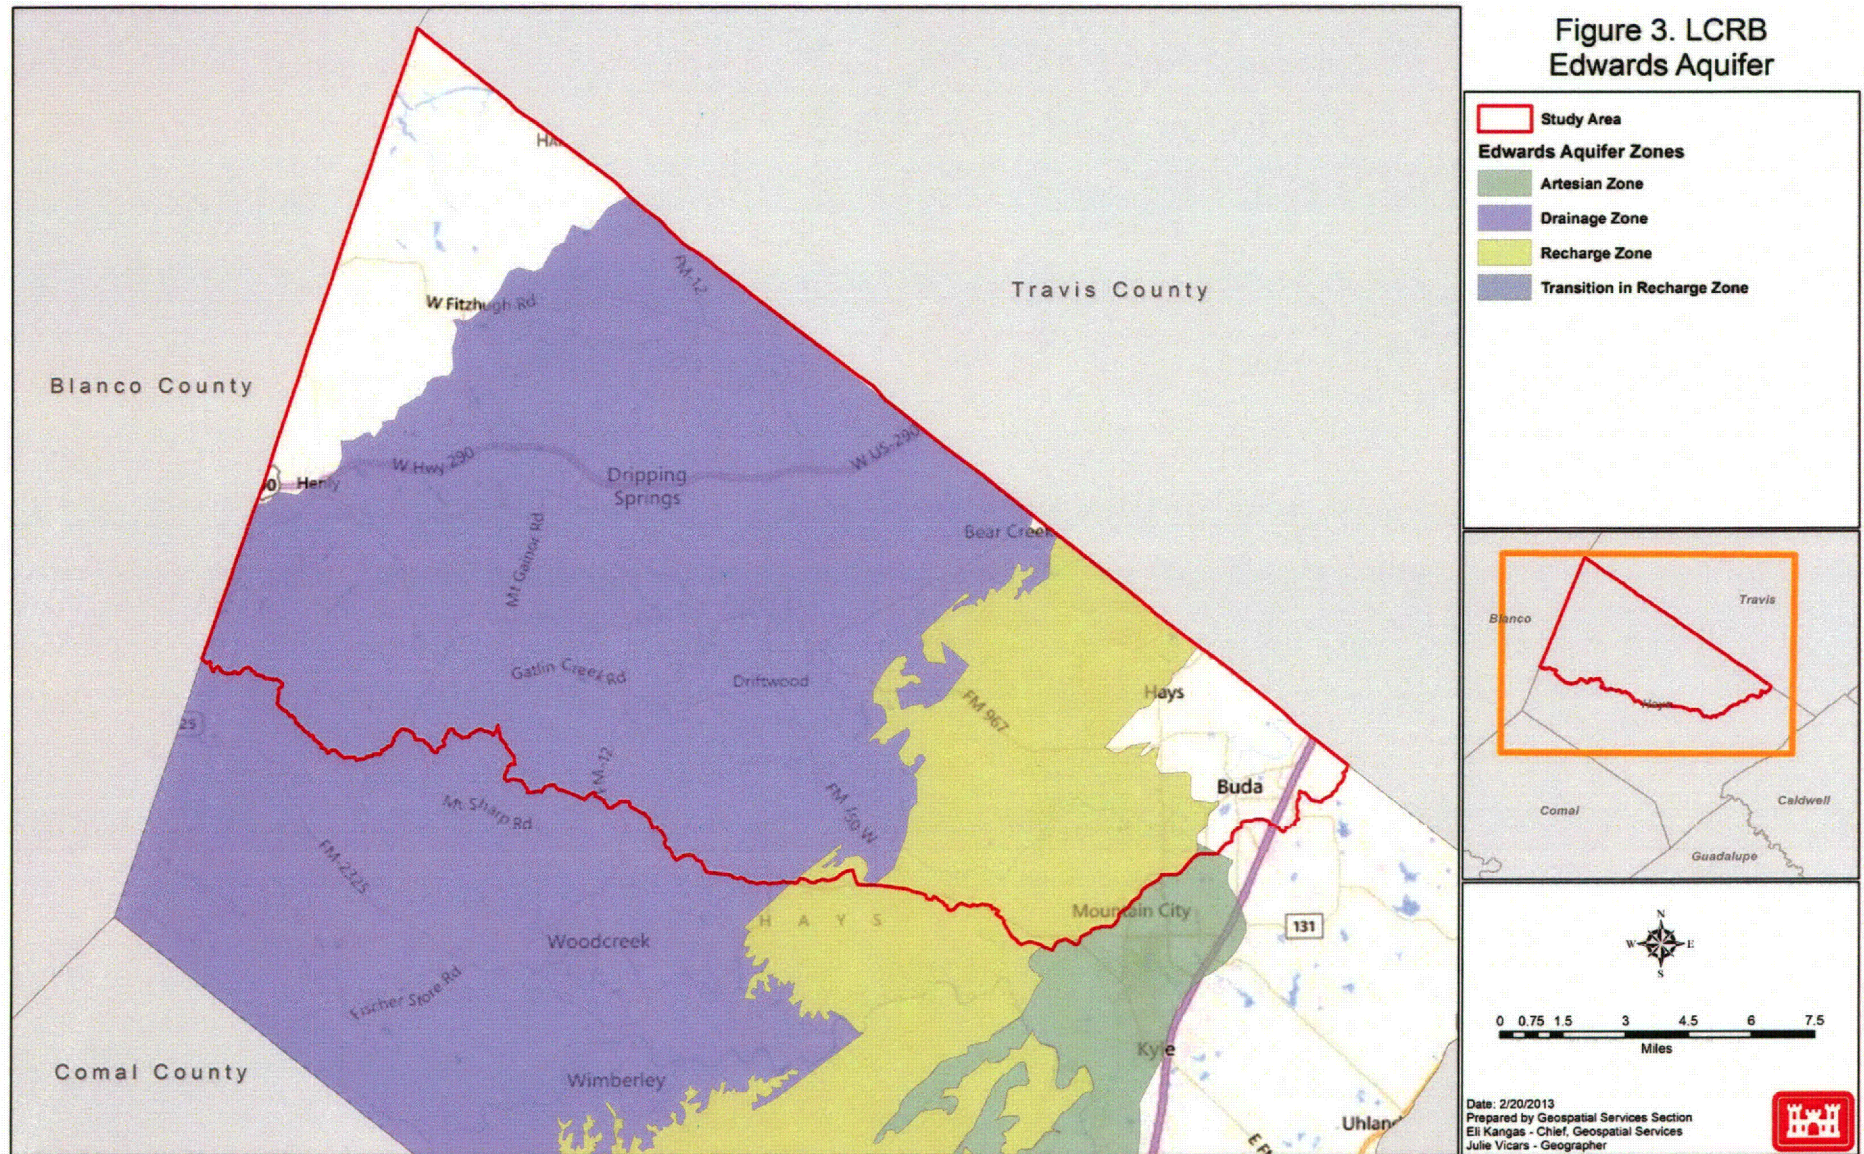 Figure 3. LCRB
Edwards Aquifer
Study Area
Edwards Aquifer Zones
Artesian Zone
Drainage Zone
Recharge Zone
Transition in Recharge Zone
Travis County
Blanco County
Comal County
FM-12
W Fitzhugh Rd
W Hwy 290
W US-290
Henly
Dripping
Springs
Bear Creek
Mt Gainor Rd
Gatlin Creek Rd
Driftwood
FM 967
Hays
25
FM-12
Mt Sharp Rd
FM-2325
Buda
HAYS
Mountain City
131
Woodcreek
Fischer Store Rd
Kyle
Wimberley
Uhland
Blanco
Travis
Hays
Comal
Caldwell
Guadalupe
N
W E
S
0 0.75 1.5 3 4.5 6 7.5
Miles
Date: 2/20/2013
Prepared by Geospatial Services Section
Eli Kangas - Chief, Geospatial Services
Julie Vicars - Geographer